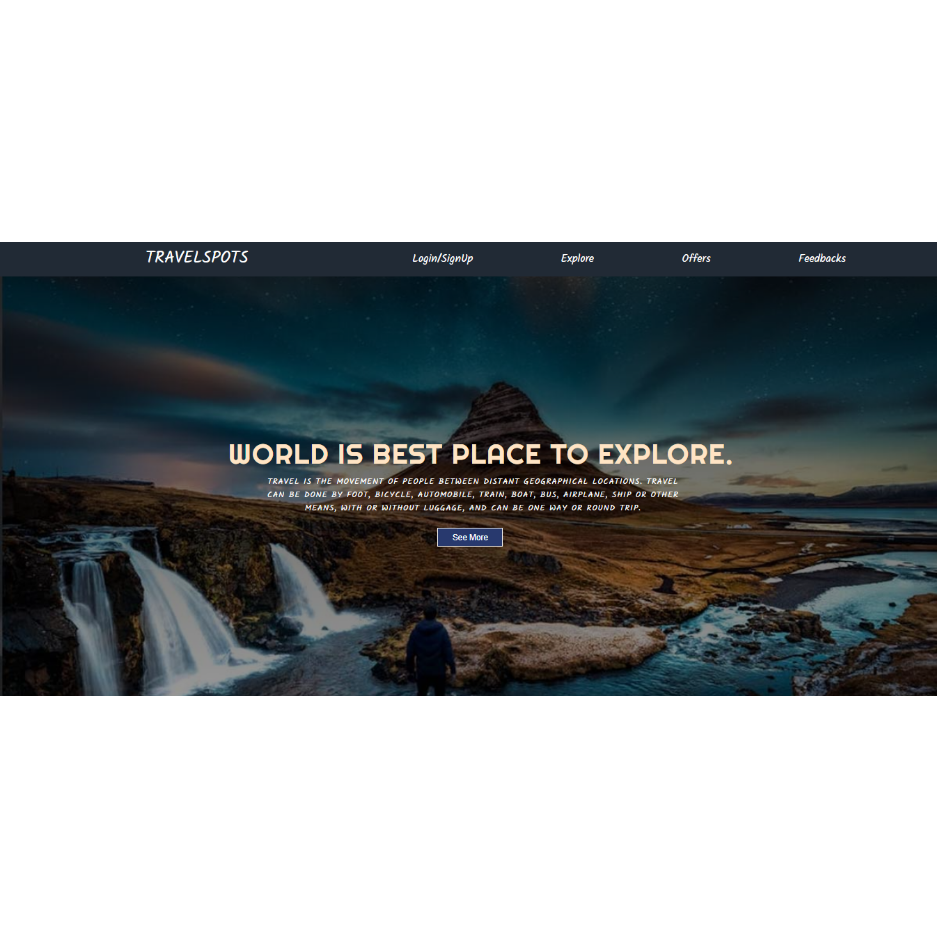 TRAVELSPOTS
Login/SignUp
Explore
Offers
Feedbacks
WORLD IS BEST PLACE TO EXPLORE.
TRAVEL IS THE MOVEMENT OF PEOPLE BETWEEN DISTANT GEOGRAPHICAL LOCATIONS. TRAVEL
CAN BE DONE BY FOOT, BICYCLE, AUTOMOBILE, TRAIN, BOAT, BUS, AIRPLANE, SHIP OR OTHER
MEANS, WITH OR WITHOUT LUGGAGE, AND CAN BE ONE WAY OR ROUND TRIP.
See More